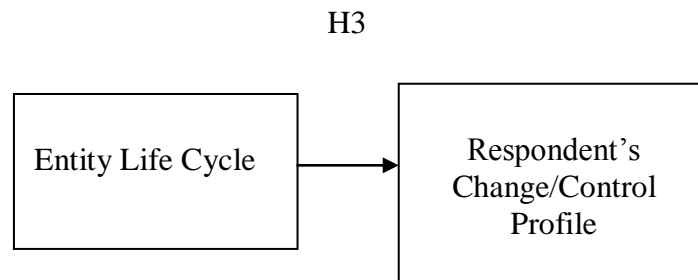 H3
Entity Life Cycle
Respondent’s
Change/Control
Profile